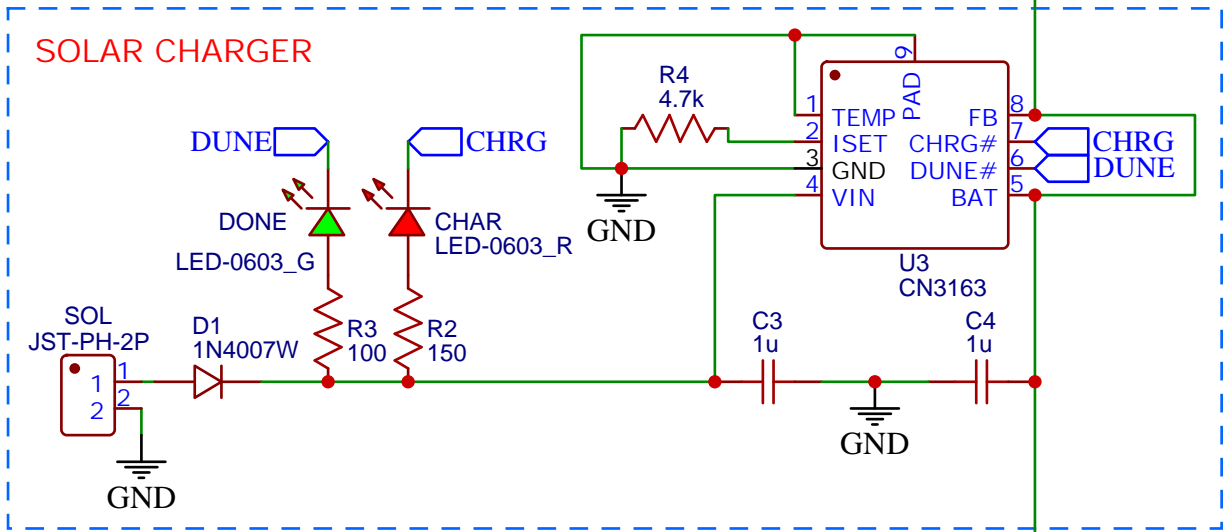 SOLAR CHARGER
DUNE
CHRG
DONE
LED-0603_G
CHAR
LED-0603_R
R3
100
R2
150
SOL
JST-PH-2P
1
2
1
2
D1
1N4007W
GND
R4
4.7k
GND
1
2
3
4
TEMP
ISET
GND
VIN
9
PAD
FB
CHRG#
DUNE#
BAT
8
7
6
5
CHRG
DUNE
U3
CN3163
C3
1u
C4
1u
GND